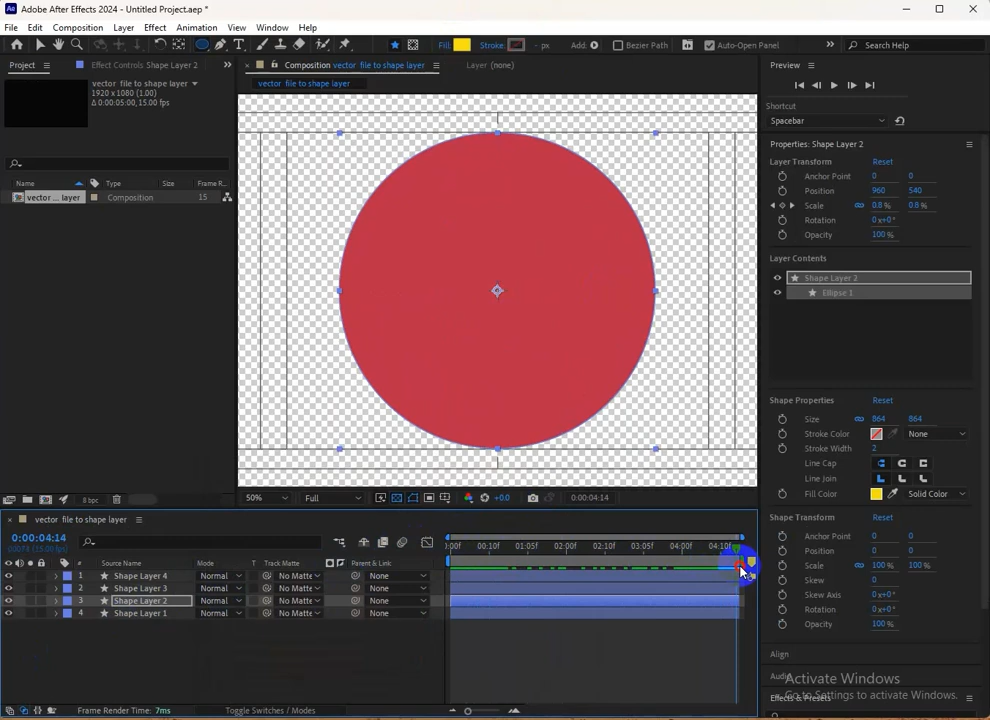 Adobe After Effects 2024 - Untitled Project.aep *
File Edit Composition Layer Effect Animation View Window Help
Fill: Stroke: - px Add: Bezier Path Auto-Open Panel Search Help
Project Effect Controls Shape Layer 2
Composition vector file to shape layer Layer (none)
vector file to shape layer
vector file to shape layer
1920 x 1080 (1.00)
Δ 0:00:05:00, 15.00 fps
Name Type Size Frame R...
vector ... layer Composition 15
8 bpc
50% Full +0.0 0:00:04:14
Preview
Shortcut
Spacebar
Properties: Shape Layer 2
Layer Transform Reset
Anchor Point 0 0
Position 960 540
Scale 0.8 % 0.8 %
Rotation 0 x+0°
Opacity 100 %
Layer Contents
Shape Layer 2
Ellipse 1
Shape Properties Reset
Size 864 864
Stroke Color None
Stroke Width 2
Line Cap
Line Join
Fill Color Solid Color
Shape Transform Reset
Anchor Point 0 0
Position 0 0
Scale 100 % 100 %
Skew 0
Skew Axis 0 x+0°
Rotation 0 x+0°
Opacity 100 %
Align
Activate Windows
Go to Settings to activate Windows.
vector file to shape layer
0:00:04:14
00074 (15.00 fps)
:00f 00:10f 01:05f 02:00f 02:10f 03:05f 04:00f 04:10f
# Source Name Mode T Track Matte Parent & Link
1 Shape Layer 4 Normal No Matte None
2 Shape Layer 3 Normal No Matte None
3 Shape Layer 2 Normal No Matte None
4 Shape Layer 1 Normal No Matte None
Frame Render Time: 7ms Toggle Switches / Modes